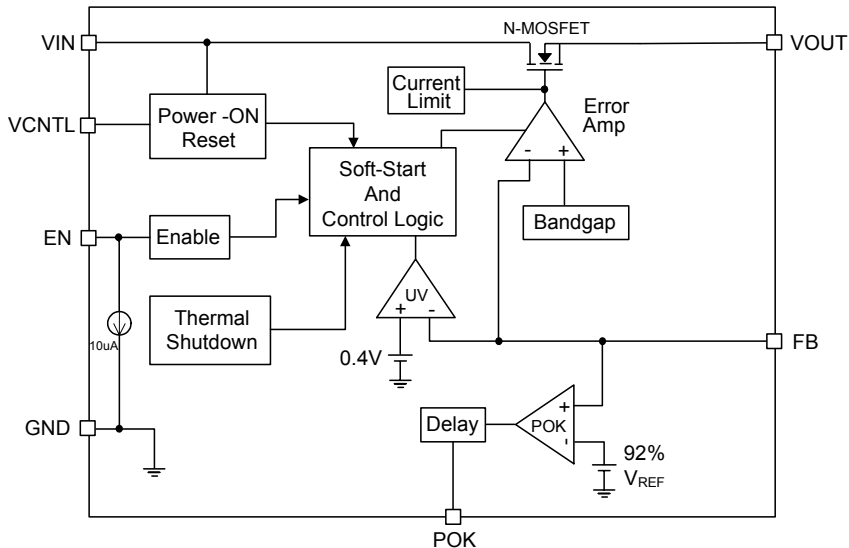 N-MOSFET
VIN
VOUT
Current
Limit
Error
Amp
VCNTL
Power -ON
Reset
- +
Soft-Start
And
Control Logic
Bandgap
EN
Enable
UV
+ -
10uA
Thermal
Shutdown
0.4V
FB
GND
Delay
+
POK
-
92%
VREF
POK